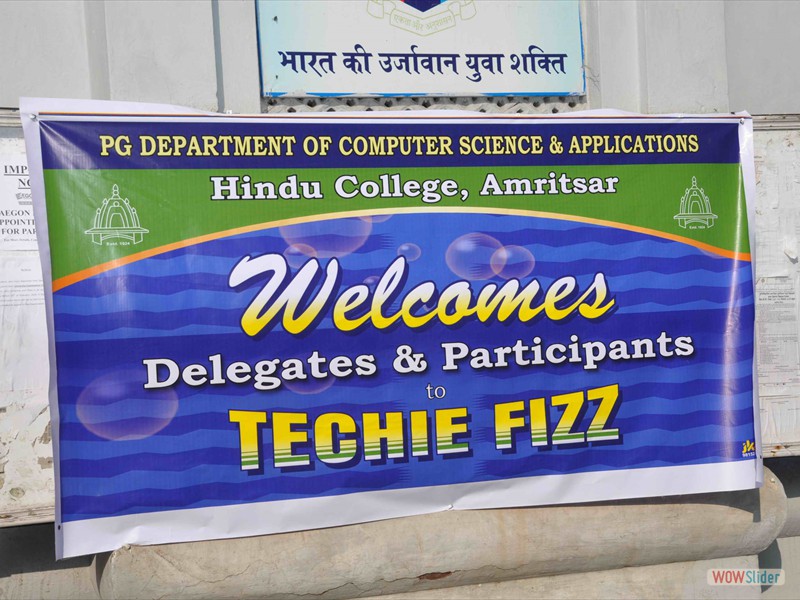 भारत की उर्जावान युवा शक्ति
PG DEPARTMENT OF COMPUTER SCIENCE & APPLICATIONS
Hindu College, Amritsar
Welcomes
Delegates & Participants
to
TECHIE FIZZ
WOWSlider